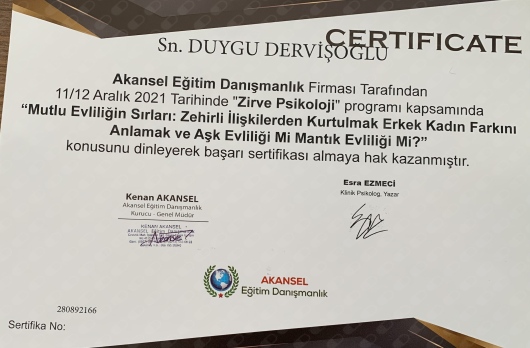 CERTIFICATE
Sn. DUYGU DERVİŞOĞLU
Akansel Eğitim Danışmanlık Firması Tarafından
11/12 Aralık 2021 Tarihinde "Zirve Psikoloji" programı kapsamında
“Mutlu Evliliğin Sırları: Zehirli İlişkilerden Kurtulmak Erkek Kadın Farkını
Anlamak ve Aşk Evliliği Mi Mantık Evliliği Mi?”
konusunu dinleyerek başarı sertifikası almaya hak kazanmıştır.
Kenan AKANSEL
Akansel Eğitim Danışmanlık
Kurucu - Genel Müdür
KENAN AKANSEL
Esra EZMECİ
Klinik Psikolog, Yazar
AKANSEL
Eğitim Danışmanlık
280892166
Sertifika No: